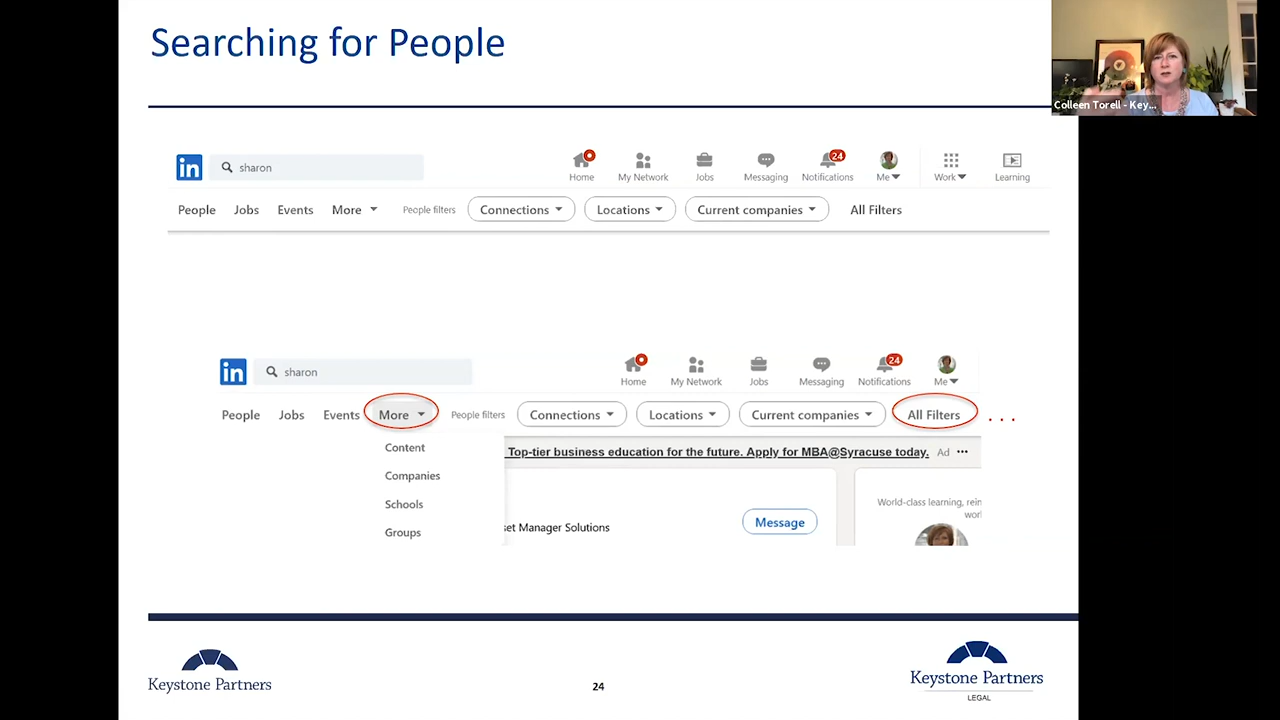 Searching for People
Colleen Torell - Key...
in sharon
Home My Network Jobs Messaging 24 Notifications Me Work Learning
People Jobs Events More People filters Connections Locations Current companies All Filters
in sharon
Home My Network Jobs Messaging 24 Notifications Me
People Jobs Events More People filters Connections Locations Current companies All Filters . . .
Content
Top-tier business education for the future. Apply for MBA@Syracuse today. Ad •••
Companies
Schools
World-class learning, rein
worl
set Manager Solutions
Message
Groups
Keystone Partners
24
Keystone Partners
LEGAL